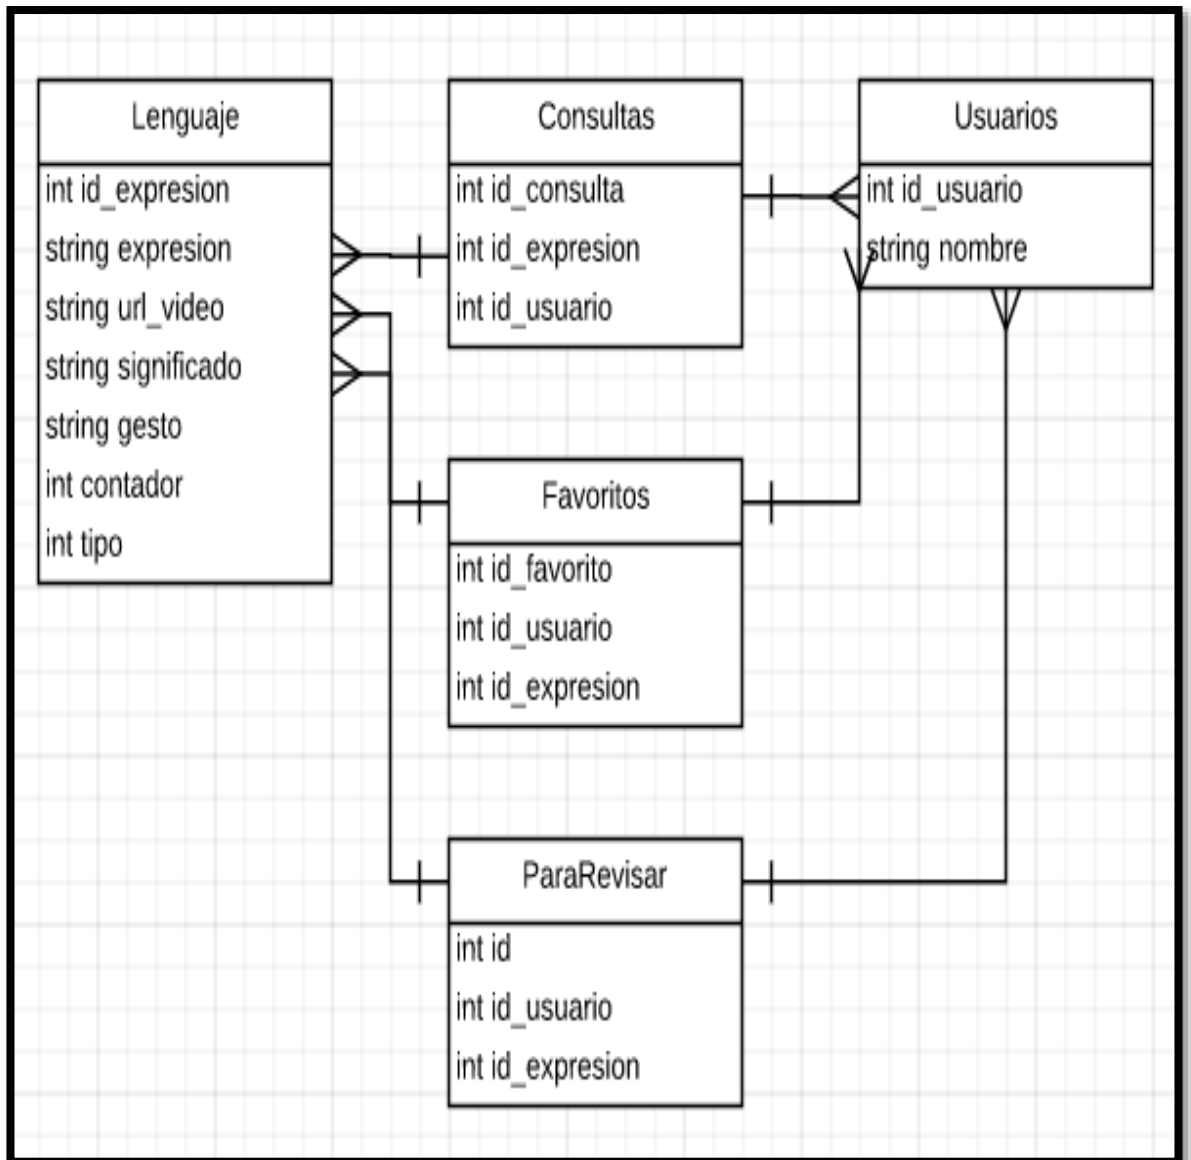 Lenguaje
int id_expresion
string expresion
string url_video
string significado
string gesto
int contador
int tipo
Consultas
int id_consulta
int id_expresion
int id_usuario
Usuarios
int id_usuario
string nombre
Favoritos
int id_favorito
int id_usuario
int id_expresion
ParaRevisar
int id
int id_usuario
int id_expresion